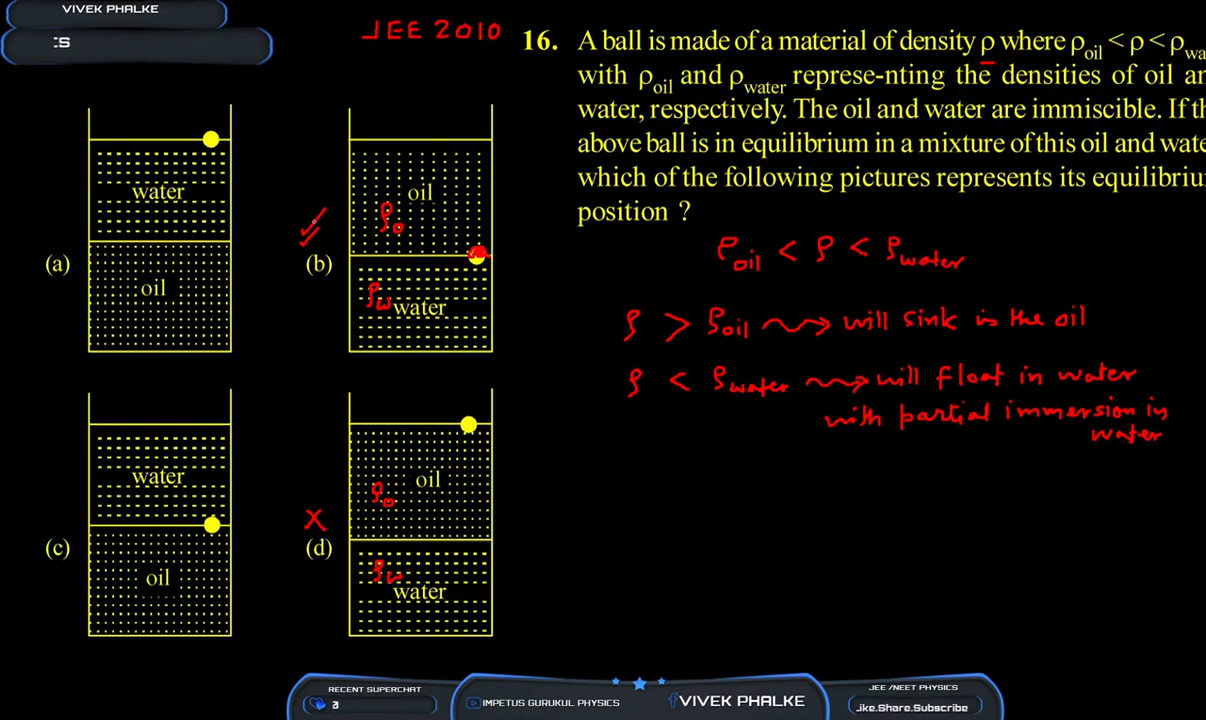 VIVEK PHALKE
JEE 2010
16. A ball is made of a material of density ρ where ρoil < ρ < ρwa
with ρoil and ρwater represe-nting the densities of oil an
water, respectively. The oil and water are immiscible. If th
above ball is in equilibrium in a mixture of this oil and wate
which of the following pictures represents its equilibriu
position ?
ρoil < ρ < ρwater
ρ > ρoil will sink in the oil
ρ < ρwater will float in water
with partial immersion in
water
water
(a)
oil
oil
ρo
(b)
ρw water
water
(c)
oil
oil
ρo
X
(d)
ρw
water
RECENT SUPERCHAT
a
IMPETUS GURUKUL PHYSICS
VIVEK PHALKE
JEE /NEET PHYSICS
.ike.Share.Subscribe